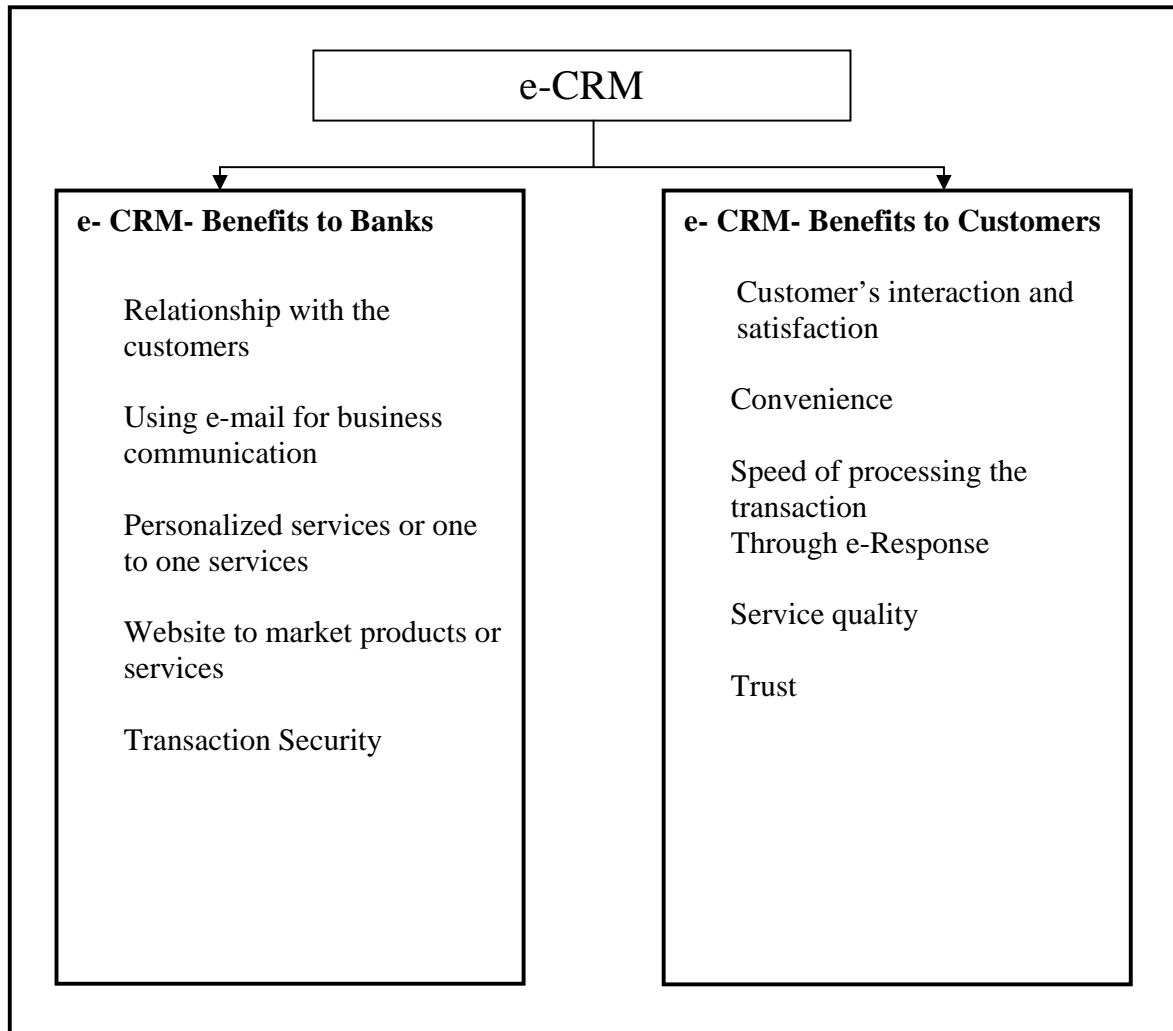 e-CRM
e- CRM- Benefits to Banks
Relationship with the
customers
Using e-mail for business
communication
Personalized services or one
to one services
Website to market products or
services
Transaction Security
e- CRM- Benefits to Customers
Customer’s interaction and
satisfaction
Convenience
Speed of processing the
transaction
Through e-Response
Service quality
Trust